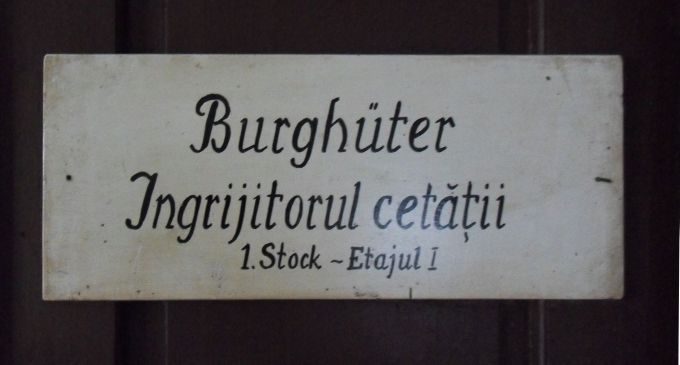 Burghüter
Ingrijitorul cetății
1. Stock ~ Etajul I